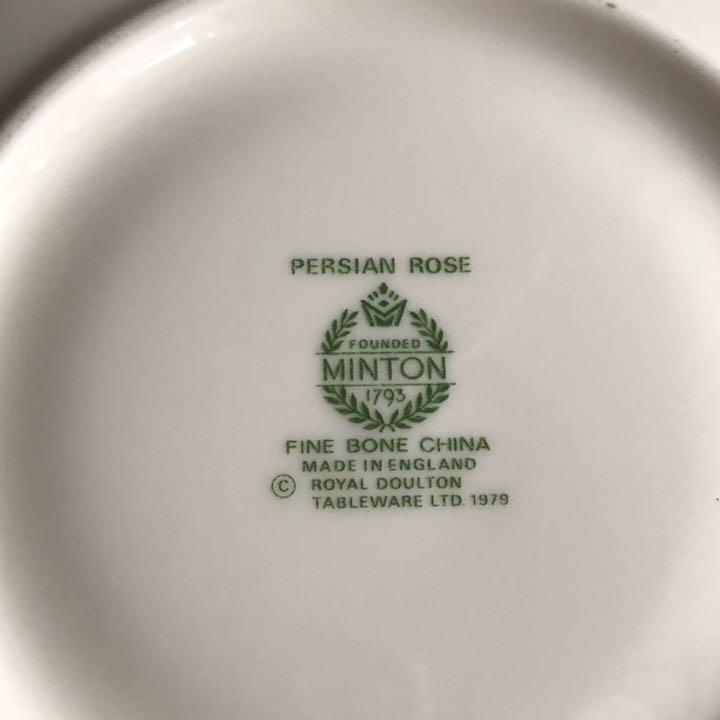 PERSIAN ROSE
FOUNDED
MINTON
1793
FINE BONE CHINA
MADE IN ENGLAND
© ROYAL DOULTON
TABLEWARE LTD. 1979